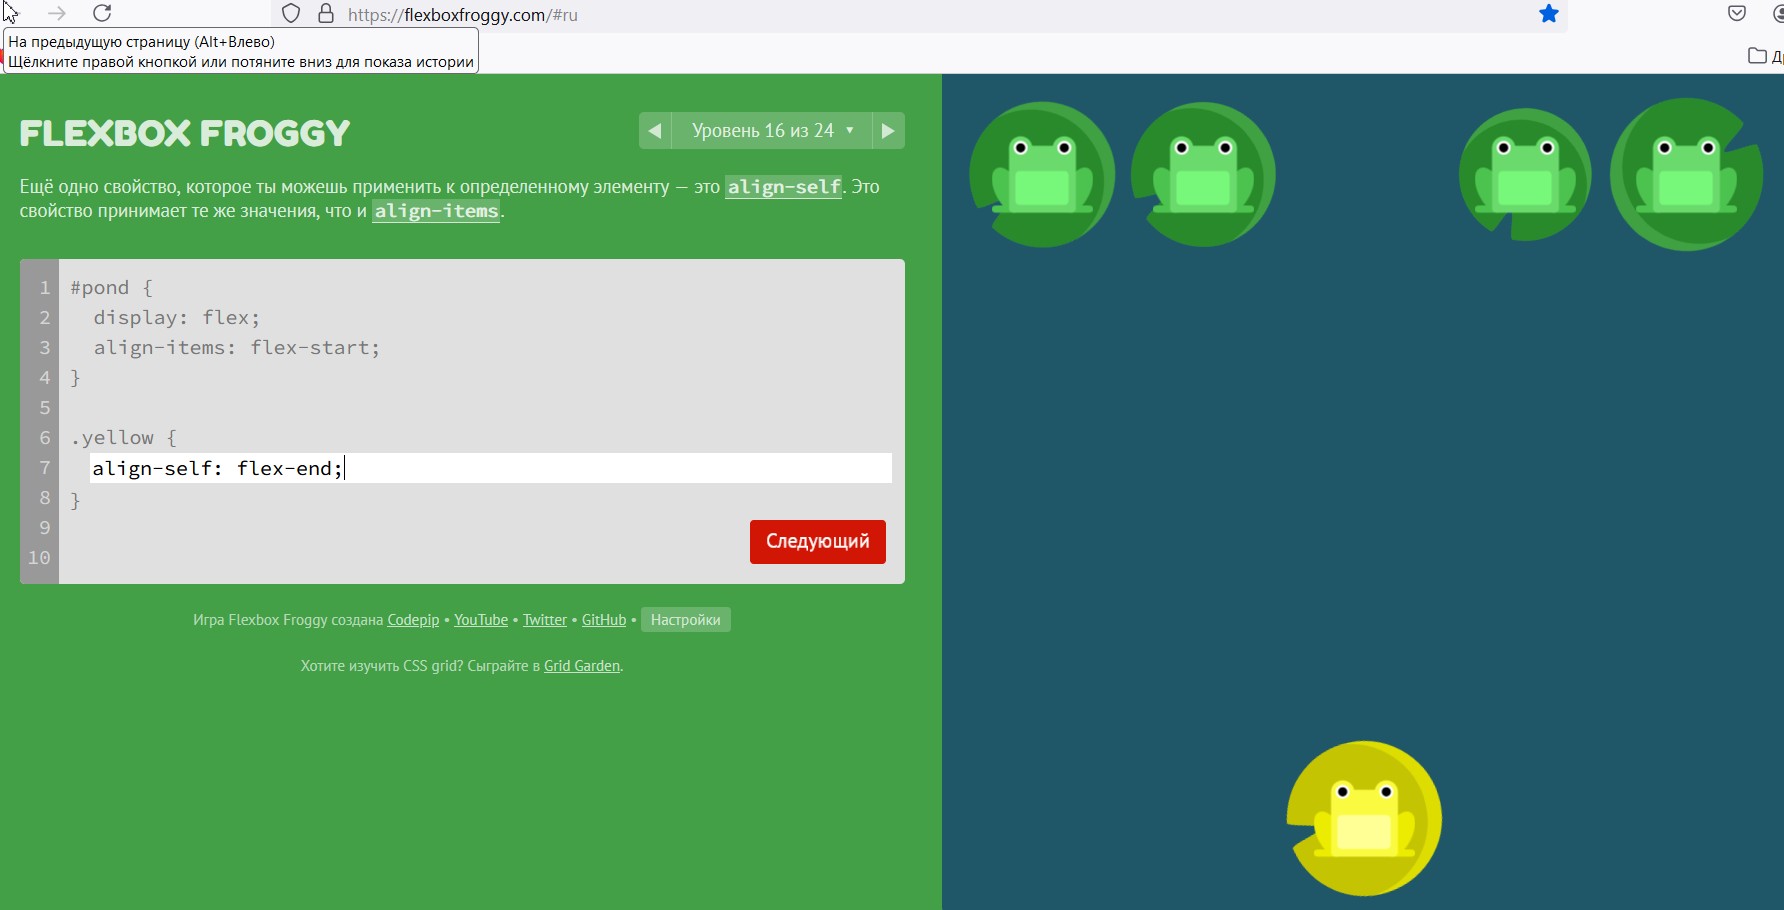 https://flexboxfroggy.com/#ru
На предыдущую страницу (Alt+Влево)
Щёлкните правой кнопкой или потяните вниз для показа истории
FLEXBOX FROGGY
Уровень 16 из 24
Ещё одно свойство, которое ты можешь применить к определенному элементу — это align-self. Это
свойство принимает те же значения, что и align-items.
1 #pond {
2 display: flex;
3 align-items: flex-start;
4 }
5
6 .yellow {
7 align-self: flex-end;
8 }
9
10
Следующий
Игра Flexbox Froggy создана Codepip • YouTube • Twitter • GitHub • Настройки
Хотите изучить CSS grid? Сыграйте в Grid Garden.